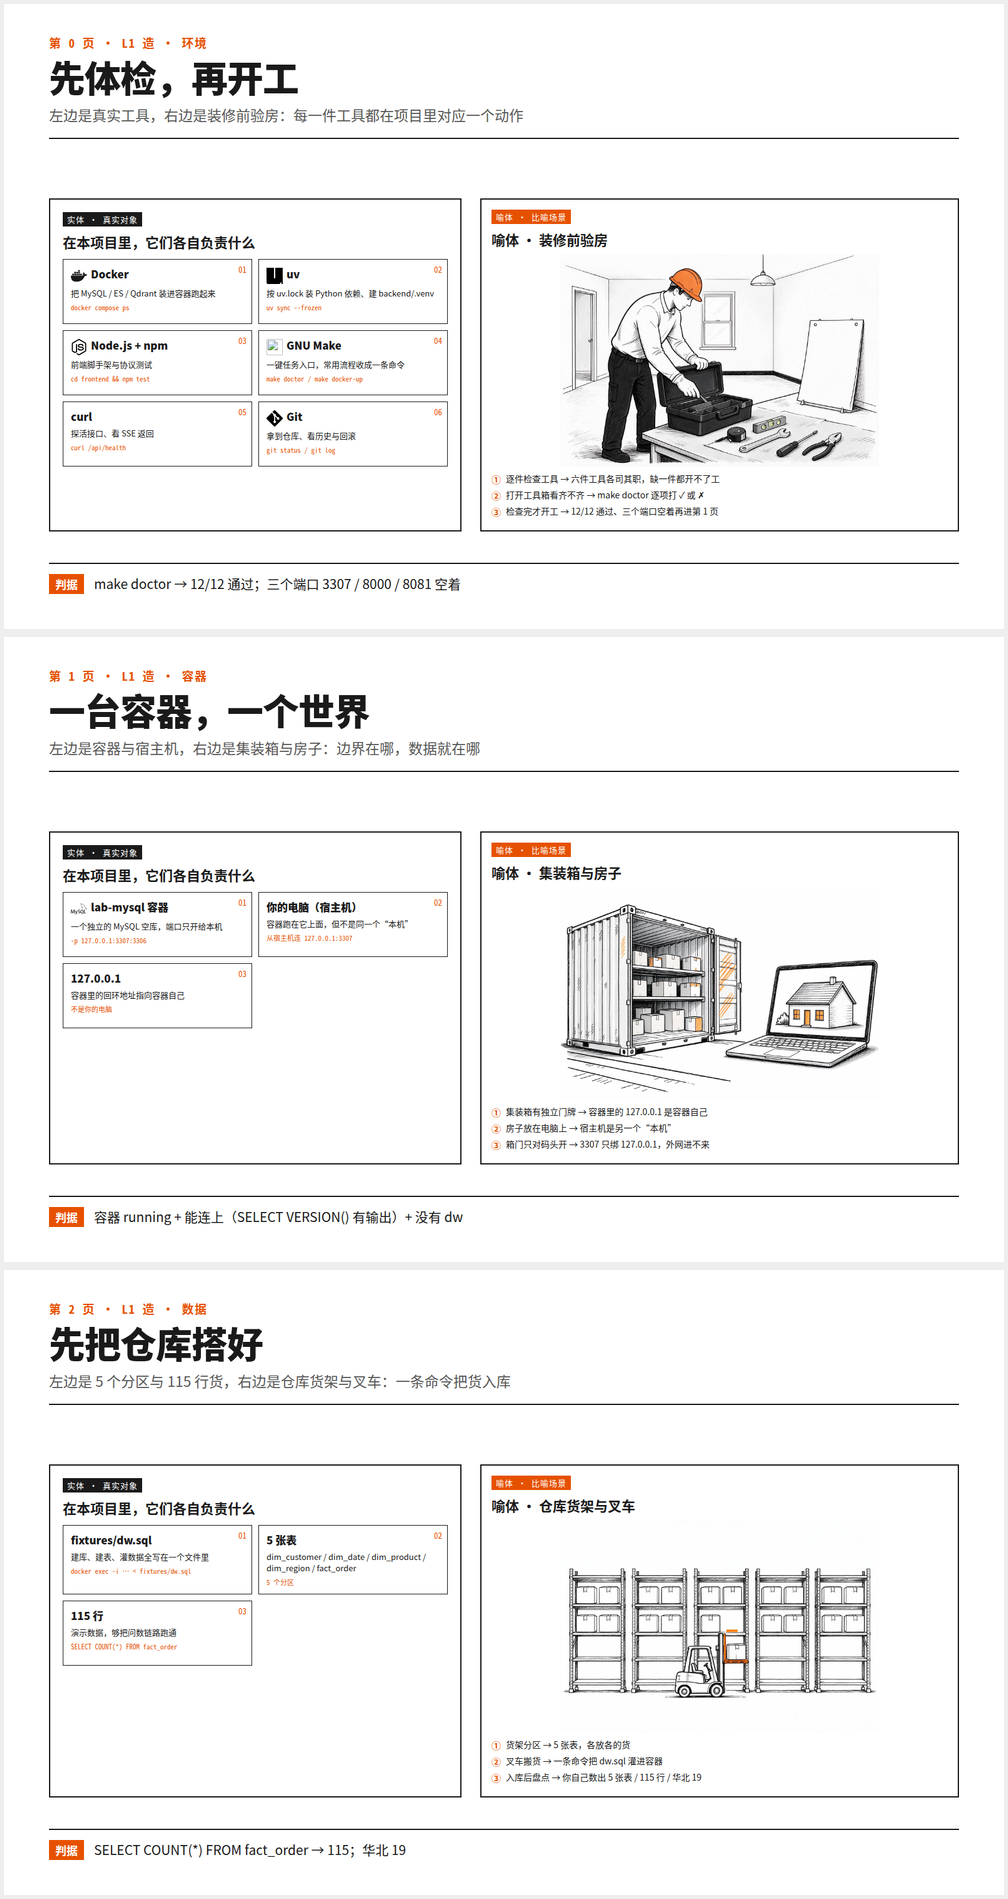 第 0 页 · L1 造 · 环境
先体检，再开工
左边是真实工具，右边是装修前验房：每一件工具都在项目里对应一个动作
实体 · 真实对象
在本项目里，它们各自负责什么
Docker
01
把 MySQL / ES / Qdrant 装进容器跑起来
docker compose ps
uv
02
按 uv.lock 装 Python 依赖、建 backend/.venv
uv sync --frozen
Node.js + npm
03
前端脚手架与协议测试
cd frontend && npm test
GNU Make
04
一键任务入口，常用流程收成一条命令
make doctor / make docker-up
curl
05
探活接口、看 SSE 返回
curl /api/health
Git
06
拿到仓库、看历史与回滚
git status / git log
喻体 · 比喻场景
喻体 · 装修前验房
① 逐件检查工具 → 六件工具各司其职，缺一件都开不了工
② 打开工具箱看齐不齐 → make doctor 逐项打 ✓ 或 ✗
③ 检查完才开工 → 12/12 通过、三个端口空着再进第 1 页
判据 make doctor → 12/12 通过；三个端口 3307 / 8000 / 8081 空着
第 1 页 · L1 造 · 容器
一台容器，一个世界
左边是容器与宿主机，右边是集装箱与房子：边界在哪，数据就在哪
实体 · 真实对象
在本项目里，它们各自负责什么
MySQL
lab-mysql 容器
01
一个独立的 MySQL 空库，端口只开给本机
-p 127.0.0.1:3307:3306
你的电脑（宿主机）
02
容器跑在它上面，但不是同一个“本机”
从宿主机连 127.0.0.1:3307
127.0.0.1
03
容器里的回环地址指向容器自己
不是你的电脑
喻体 · 比喻场景
喻体 · 集装箱与房子
① 集装箱有独立门牌 → 容器里的 127.0.0.1 是容器自己
② 房子放在电脑上 → 宿主机是另一个“本机”
③ 箱门只对码头开 → 3307 只绑 127.0.0.1，外网进不来
判据 容器 running + 能连上（SELECT VERSION() 有输出）+ 没有 dw
第 2 页 · L1 造 · 数据
先把仓库搭好
左边是 5 个分区与 115 行货，右边是仓库货架与叉车：一条命令把货入库
实体 · 真实对象
在本项目里，它们各自负责什么
fixtures/dw.sql
01
建库、建表、灌数据全写在一个文件里
docker exec -i ··· < fixtures/dw.sql
5 张表
02
dim_customer / dim_date / dim_product /
dim_region / fact_order
5 个分区
115 行
03
演示数据，够把问数链路跑通
SELECT COUNT(*) FROM fact_order
喻体 · 比喻场景
喻体 · 仓库货架与叉车
① 货架分区 → 5 张表，各放各的货
② 叉车搬货 → 一条命令把 dw.sql 灌进容器
③ 入库后盘点 → 你自己数出 5 张表 / 115 行 / 华北 19
判据 SELECT COUNT(*) FROM fact_order → 115；华北 19